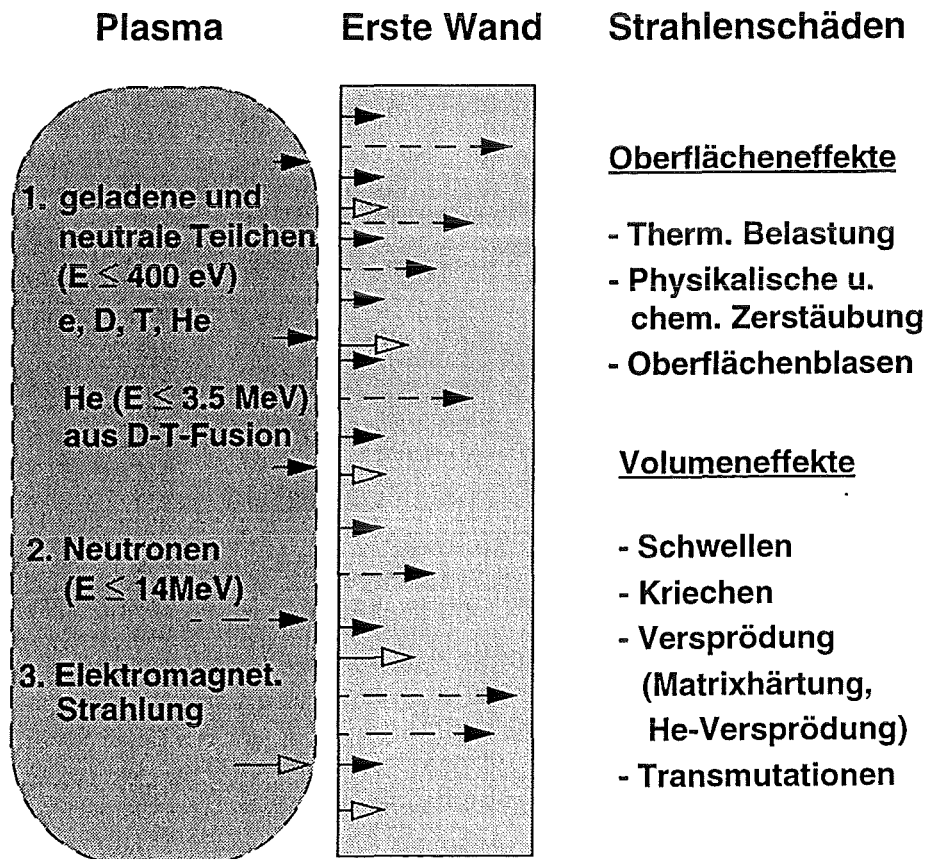 Plasma
1. geladene und
neutrale Teilchen
(E ≤ 400 eV)
e, D, T, He
He (E ≤ 3.5 MeV)
aus D-T-Fusion
2. Neutronen
(E ≤ 14MeV)
3. Elektromagnet.
Strahlung
Erste Wand
Strahlenschäden
Oberflächeneffekte
- Therm. Belastung
- Physikalische u.
chem. Zerstäubung
- Oberflächenblasen
Volumeneffekte
- Schwellen
- Kriechen
- Versprödung
(Matrixhärtung,
He-Versprödung)
- Transmutationen